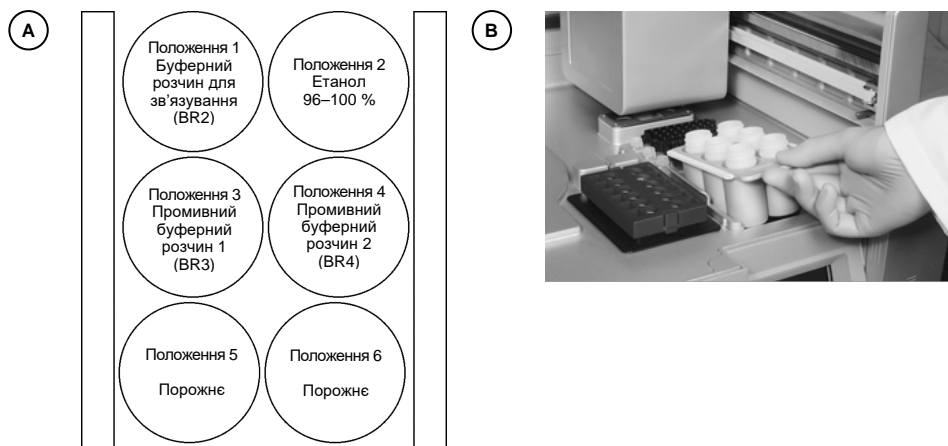 A
Положення 1
Буферний
розчин для
зв’язування
(BR2)
Положення 2
Етанол
96–100 %
Положення 3
Промивний
буферний
розчин 1
(BR3)
Положення 4
Промивний
буферний
розчин 2
(BR4)
Положення 5
Порожнє
Положення 6
Порожнє
B